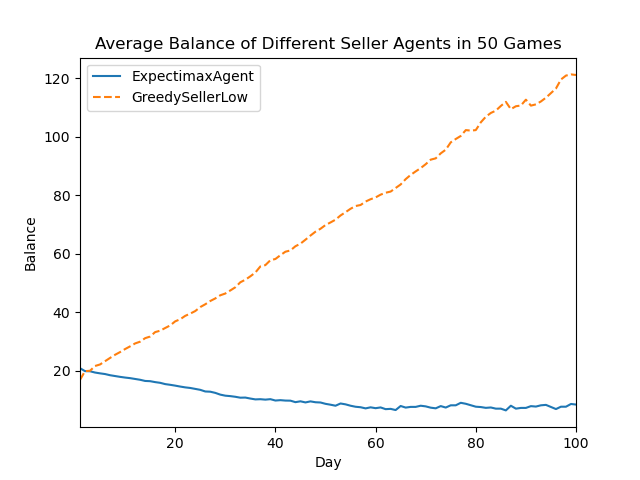 Average Balance of Different Seller Agents in 50 Games
ExpectimaxAgent
GreedySellerLow
120
100
80
60
40
20
Balance
20 40 60 80 100
Day